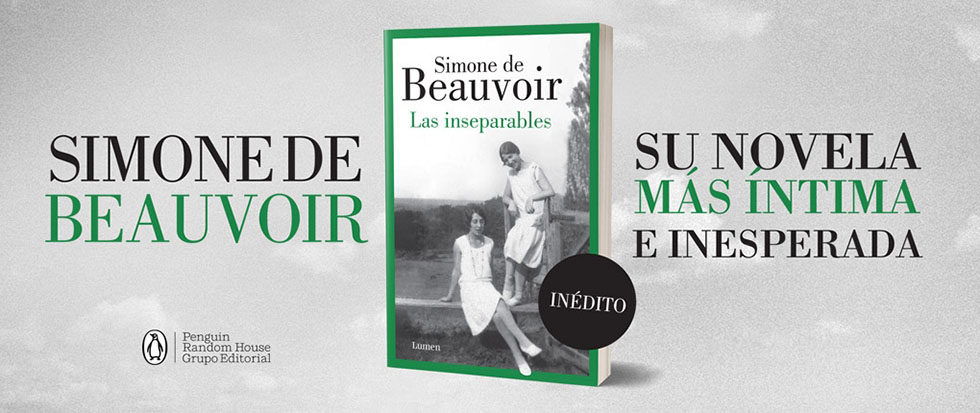 SIMONE DE
BEAUVOIR
Simone de
Beauvoir
Las inseparables
Lumen
INÉDITO
SU NOVELA
MÁS ÍNTIMA
E INESPERADA
Penguin
Random House
Grupo Editorial